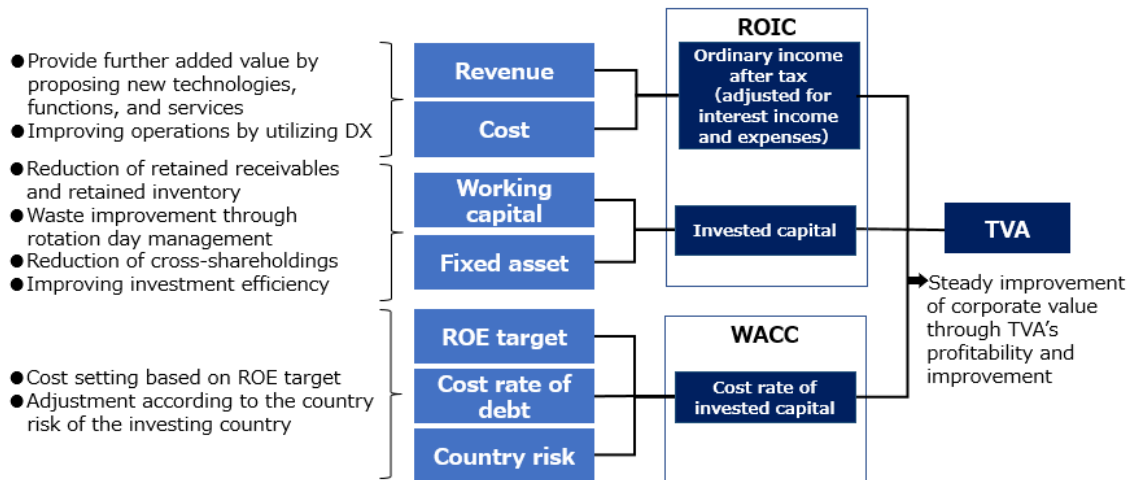 ● Provide further added value by
proposing new technologies,
functions, and services
● Improving operations by utilizing DX
● Reduction of retained receivables
and retained inventory
● Waste improvement through
rotation day management
● Reduction of cross-shareholdings
● Improving investment efficiency
● Cost setting based on ROE target
● Adjustment according to the country
risk of the investing country
Revenue
Cost
Working
capital
Fixed asset
ROE target
Cost rate of
debt
Country risk
ROIC
Ordinary income
after tax
(adjusted for
interest income
and expenses)
Invested capital
WACC
Cost rate of
invested capital
TVA
Steady improvement
of corporate value
through TVA's
profitability and
improvement